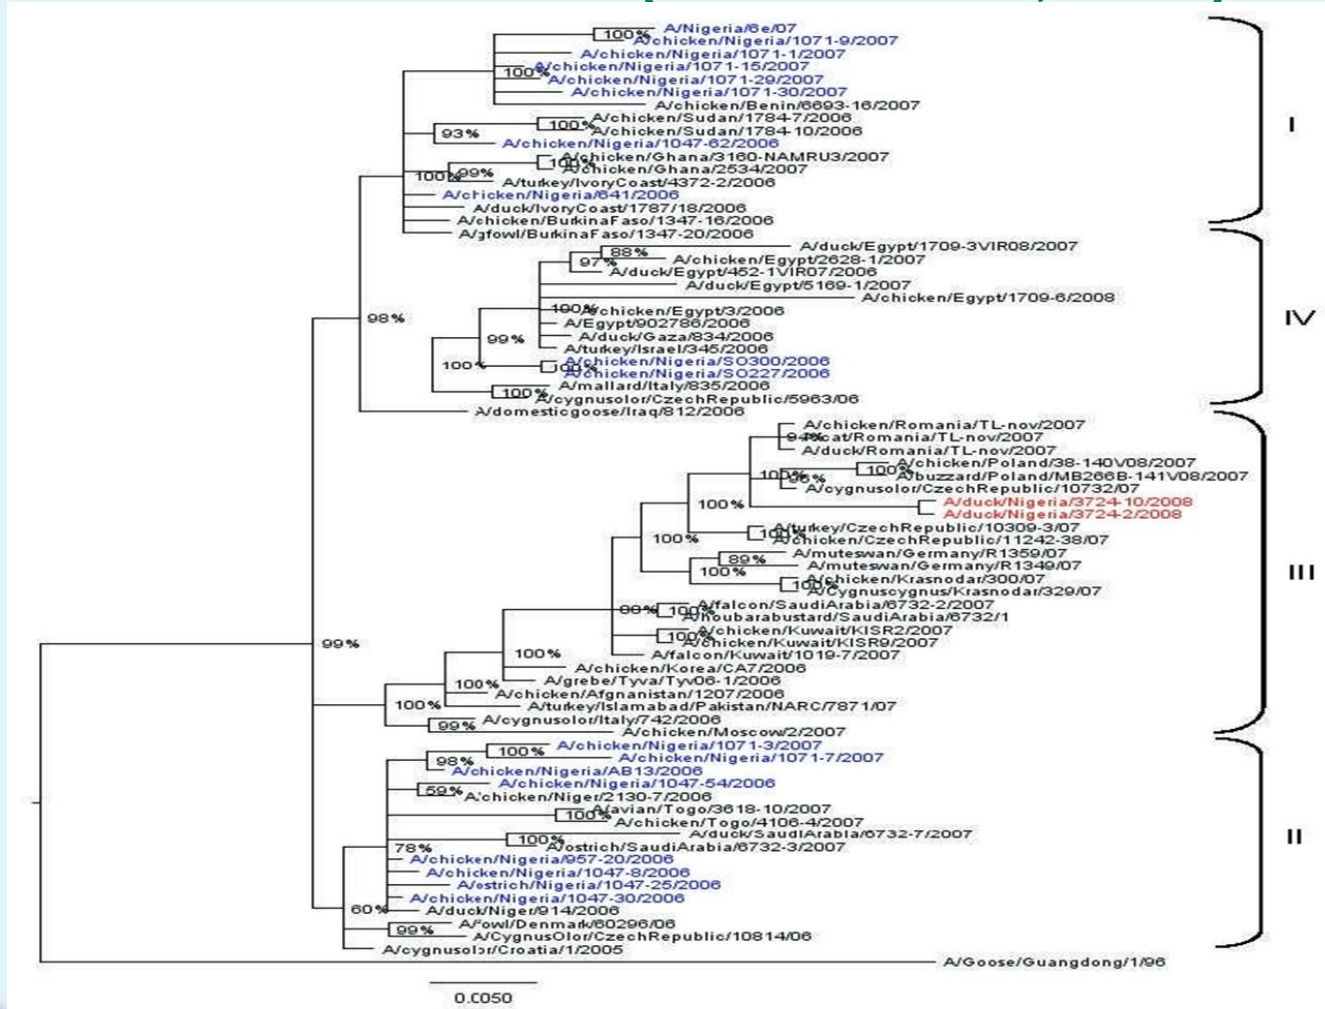 A/Nigeria/6e/07
100%
A/chicken/Nigeria/1071-9/2007
A/chicken/Nigeria/1071-1/2007
A/chicken/Nigeria/1071-15/2007
100%
A/chicken/Nigeria/1071-29/2007
A/chicken/Nigeria/1071-30/2007
A/chicken/Benin/6693-16/2007
A/chicken/Sudan/1784-7/2006
100%
I
A/chicken/Sudan/1784-10/2006
93%
A/chicken/Nigeria/1047-62/2006
A/chicken/Ghana/3160-NAMRU3/2007
100%
A/chicken/Ghana/2534/2007
100%
99%
A/turkey/IvoryCoast/4372-2/2006
A/chicken/Nigeria/641/2006
A/duck/IvoryCoast/1787/18/2006
A/chicken/BurkinaFaso/1347-16/2006
A/gfowl/BurkinaFaso/1347-20/2006
A/duck/Egypt/1709-3VIR08/2007
88%
A/chicken/Egypt/2628-1/2007
97%
A/duck/Egypt/452-1VIR07/2006
A/duck/Egypt/5169-1/2007
A/chicken/Egypt/1709-6/2008
100%
A/chicken/Egypt/3/2006
98%
IV
A/Egypt/902786/2006
A/duck/Gaza/834/2006
99%
A/turkey/Israel/345/2006
A/chicken/Nigeria/SO300/2006
100%
100%
A/chicken/Nigeria/SO227/2006
A/mallard/Italy/835/2006
100%
A/cygnusolor/CzechRepublic/5963/06
A/domesticgoose/Iraq/812/2006
A/chicken/Romania/TL-nov/2007
94%
A/cat/Romania/TL-nov/2007
A/duck/Romania/TL-nov/2007
A/chicken/Poland/38-140V08/2007
100%
100%
A/buzzard/Poland/MB266B-141V08/2007
96%
A/cygnusolor/CzechRepublic/10732/07
100%
A/duck/Nigeria/3724-10/2008
A/duck/Nigeria/3724-2/2008
A/turkey/CzechRepublic/10309-3/07
100%
100%
A/chicken/CzechRepublic/11242-38/07
A/muteswan/Germany/R1359/07
89%
A/muteswan/Germany/R1349/07
100%
III
A/chicken/Krasnodar/300/07
100%
A/Cygnuscygnus/Krasnodar/329/07
A/falcon/SaudiArabia/6732-2/2007
100%
A/houbarabustard/SaudiArabia/6732/1
A/chicken/Kuwait/KISR2/2007
100%
A/chicken/Kuwait/KISR9/2007
99%
100%
A/falcon/Kuwait/1019-7/2007
A/chicken/Korea/CA7/2006
A/grebe/Tyva/Tyv06-1/2006
100%
A/chicken/Afgnanistan/1207/2006
100%
A/turkey/Islamabad/Pakistan/NARC/7871/07
A/cygnusolor/Italy/742/2006
99%
A/chicken/Moscow/2/2007
A/chicken/Nigeria/1071-3/2007
100%
A/chicken/Nigeria/1071-7/2007
98%
A/chicken/Nigeria/AB13/2006
A/chicken/Nigeria/1047-54/2006
59%
A/chicken/Niger/2130-7/2006
A/avian/Togo/3618-10/2007
100%
A/chicken/Togo/4106-4/2007
A/duck/SaudiArabia/6732-7/2007
100%
II
78%
A/ostrich/SaudiArabia/6732-3/2007
A/chicken/Nigeria/957-20/2006
A/chicken/Nigeria/1047-8/2006
A/ostrich/Nigeria/1047-25/2006
A/chicken/Nigeria/1047-30/2006
60%
A/duck/Niger/914/2006
A/fowl/Denmark/60296/06
99%
A/CygnusOlor/CzechRepublic/10814/06
A/cygnusolor/Croatia/1/2005
A/Goose/Guangdong/1/96
0.0050